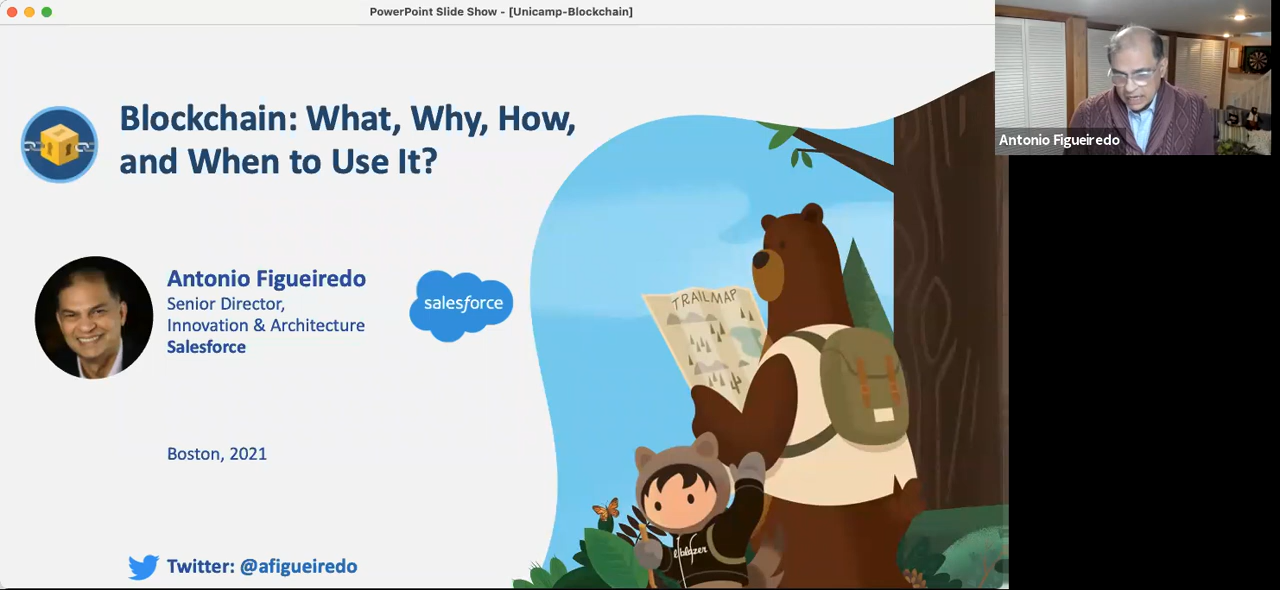 PowerPoint Slide Show - [Unicamp-Blockchain]
Blockchain: What, Why, How,
and When to Use It?
Antonio Figueiredo
Senior Director,
Innovation & Architecture
Salesforce
salesforce
Boston, 2021
Twitter: @afigueiredo
TRAILMAP
Antonio Figueiredo